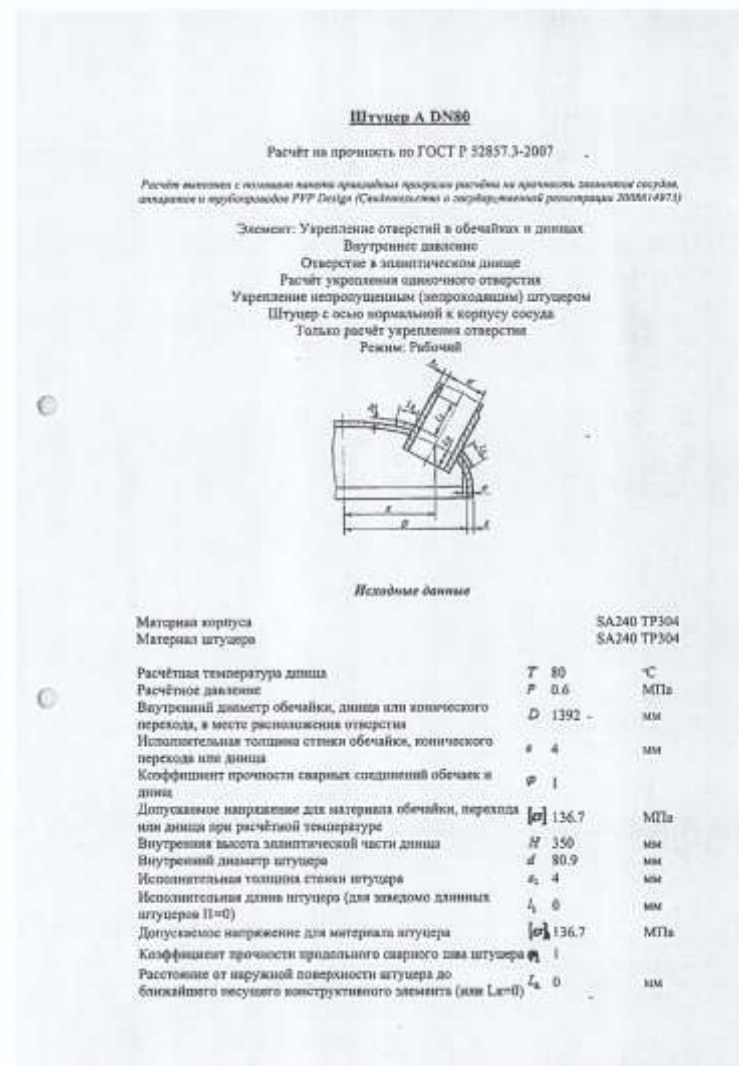 Штуцер А DN80
Расчёт на прочность по ГОСТ Р 52857.3-2007
Расчёт выполнен с помощью пакета прикладных программ расчёта на прочность элементов сосудов,
аппаратов и трубопроводов PVP Design (Свидетельство о государственной регистрации
Элемент: Укрепление отверстий в обечайках и днищах
Внутреннее давление
Отверстие в эллиптическом днище
Расчёт укрепления одиночного отверстия
Укрепление непропущенным (непроходящим) штуцером
Штуцер с осью нормальной к корпусу сосуда
Только расчёт укрепления отверстия
Режим: Рабочий
Исходные данные
Материал корпуса SA240 TP304
Материал штуцера SA240 TP304
Расчётная температура днища T 80 °C
Расчётное давление P 0.6 МПа
Внутренний диаметр обечайки, днища или конического
перехода, в месте расположения отверстия D 1392 мм
Исполнительная толщина стенки обечайки, конического
перехода или днища 4 мм
Коэффициент прочности сварных соединений обечаек и
днищ φ 1
Допускаемое напряжение для материала обечайки, перехода
или днища при расчётной температуре [σ] 136.7 МПа
Внутренняя высота эллиптической части днища H 350 мм
Внутренний диаметр штуцера d 80.9 мм
Исполнительная толщина стенки штуцера 4 мм
Исполнительная длина штуцера (для заведомо длинных
штуцеров l1=0) 0 мм
Допускаемое напряжение для материала штуцера 136.7 МПа
Коэффициент прочности продольного сварного шва штуцера 1
Расстояние от наружной поверхности штуцера до
ближайшего несущего конструктивного элемента (или Lк=0) 0 мм